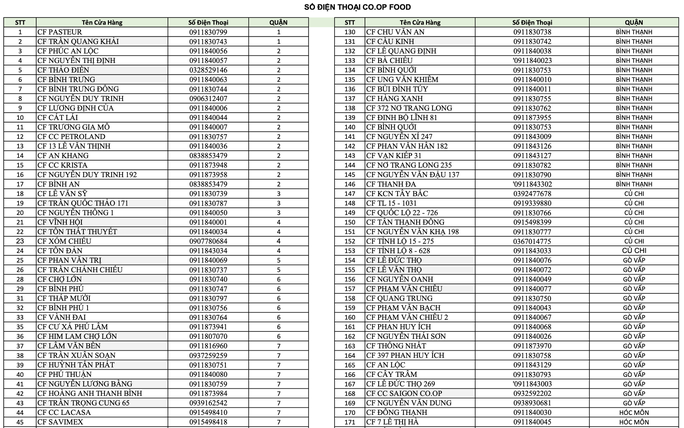 SỐ ĐIỆN THOẠI CO.OP FOOD
STT Tên Cửa Hàng Số Điện Thoại QUẬN
1 CF PASTEUR 0911830799 1
2 CF TRẦN QUANG KHẢI 0911830743 1
3 CF PHÚC AN LỘC 0911840056 2
4 CF NGUYỄN THỊ ĐỊNH 0911840057 2
5 CF THẢO ĐIỀN 0328529146 2
6 CF BÌNH TRƯNG 0911840063 2
7 CF BÌNH TRƯNG ĐÔNG 0911830744 2
8 CF NGUYỄN DUY TRINH 0906312407 2
9 CF LƯƠNG ĐỊNH CỦA 0911840006 2
10 CF CÁT LÁI 0911840044 2
11 CF TRƯƠNG GIA MÔ 0911840007 2
12 CF CC PETROLAND 0911830757 2
13 CF 13 LÊ VĂN THỊNH 0911840036 2
14 CF AN KHANG 0838853479 2
15 CF CC KRISTA 0911873948 2
16 CF NGUYỄN DUY TRINH 192 0911873958 2
17 CF BÌNH AN 0838853479 2
18 CF LÊ VĂN SỸ 0911830739 3
19 CF TRẦN QUỐC THẢO 171 0911830787 3
20 CF NGUYỄN THÔNG 1 0911840050 3
21 CF VĨNH HỘI 0911840001 4
22 CF TÔN THẤT THUYẾT 0911840034 4
23 CF XÓM CHIẾU 0907780684 4
24 CF TÔN ĐẢN 0911843034 4
25 CF PHAN VĂN TRỊ 0911840069 5
26 CF TRẦN CHÁNH CHIẾU 0911830737 5
28 CF CHỢ LỚN 0911830740 6
29 CF BÌNH PHÚ 0911830747 6
31 CF THÁP MƯỜI 0911830797 6
32 CF BÌNH PHÚ 1 0911830756 6
33 CF VÀNH ĐAI 0911830764 6
35 CF CƯ XÁ PHÚ LÂM 0911873941 6
36 CF HIM LAM CHỢ LỚN 0911807070 6
37 CF LÂM VĂN BỀN 0911816960 7
38 CF TRẦN XUÂN SOẠN 0937259259 7
39 CF HUỲNH TẤN PHÁT 0911830751 7
40 CF PHÚ THUẬN 0911840080 7
41 CF NGUYỄN LƯƠNG BẰNG 0911830759 7
42 CF HOÀNG ANH THANH BÌNH 0911873984 7
43 CF TRẦN TRỌNG CUNG 65 0939162542 7
44 CF CC LACASA 0915498410 7
45 CF SAVIMEX 0915498418 7
STT Tên Cửa Hàng Số Điện Thoại QUẬN
130 CF CHU VĂN AN 0911830738 BÌNH THẠNH
131 CF CẦU KINH 0911830742 BÌNH THẠNH
132 CF LÊ QUANG ĐỊNH 0911840038 BÌNH THẠNH
133 CF BÀ CHIỂU '0911840023 BÌNH THẠNH
134 CF BÌNH QUỚI 0911830753 BÌNH THẠNH
135 CF UNG VĂN KHIÊM 0911840010 BÌNH THẠNH
136 CF BÙI ĐÌNH TÚY 0911840011 BÌNH THẠNH
137 CF HÀNG XANH 0911830755 BÌNH THẠNH
138 CF 372 NƠ TRANG LONG 0911830762 BÌNH THẠNH
139 CF ĐINH BỘ LĨNH 81 0911873955 BÌNH THẠNH
140 CF BÌNH QUỚI 0911830753 BÌNH THẠNH
141 CF NGUYỄN XÍ 247 0911843009 BÌNH THẠNH
142 CF PHAN VĂN HÂN 182 0911843126 BÌNH THẠNH
143 CF VẠN KIẾP 31 0911843127 BÌNH THẠNH
144 CF NƠ TRANG LONG 235 0911830782 BÌNH THẠNH
145 CF NGUYỄN VĂN ĐẬU 137 0911830790 BÌNH THẠNH
146 CF THANH ĐA '0911843302 BÌNH THẠNH
147 CF KCN TÂY BẮC 0392477678 CỦ CHI
148 CF TL 15 - 1031 0919339880 CỦ CHI
149 CF QUỐC LỘ 22 - 726 0911830766 CỦ CHI
150 CF TÂN THẠNH ĐÔNG 0915498399 CỦ CHI
151 CF NGUYỄN VĂN KHẠ 198 0911830777 CỦ CHI
152 CF TỈNH LỘ 15 - 275 0367014775 CỦ CHI
153 CF TỈNH LỘ 8 - 628 0911843033 CỦ CHI
154 CF LÊ ĐỨC THỌ 0911840076 GÒ VẤP
155 CF LÊ VĂN THỌ 0911840072 GÒ VẤP
156 CF NGUYỄN OANH 0911840049 GÒ VẤP
157 CF PHẠM VĂN CHIÊU 0911840077 GÒ VẤP
158 CF QUANG TRUNG 0911830750 GÒ VẤP
159 CF PHẠM VĂN BẠCH 0911840043 GÒ VẤP
160 CF PHẠM VĂN CHIÊU 2 0911840067 GÒ VẤP
161 CF PHAN HUY ÍCH 0911840068 GÒ VẤP
162 CF NGUYỄN THÁI SƠN 0911840026 GÒ VẤP
163 CF THỐNG NHẤT 0911873970 GÒ VẤP
164 CF 397 PHAN HUY ÍCH 0911830758 GÒ VẤP
165 CF AN LỘC 0911842129 GÒ VẤP
166 CF CÂY TRÂM 0911830793 GÒ VẤP
167 CF LÊ ĐỨC THỌ 269 '0911843003 GÒ VẤP
168 CF CC SAIGON CO.OP 0932592202 GÒ VẤP
169 CF NGUYỄN VĂN DUNG 0938930681 GÒ VẤP
170 CF ĐÔNG THẠNH 0911840030 HÓC MÔN
171 CF 7 LÊ THỊ HÀ 0911840045 HÓC MÔN